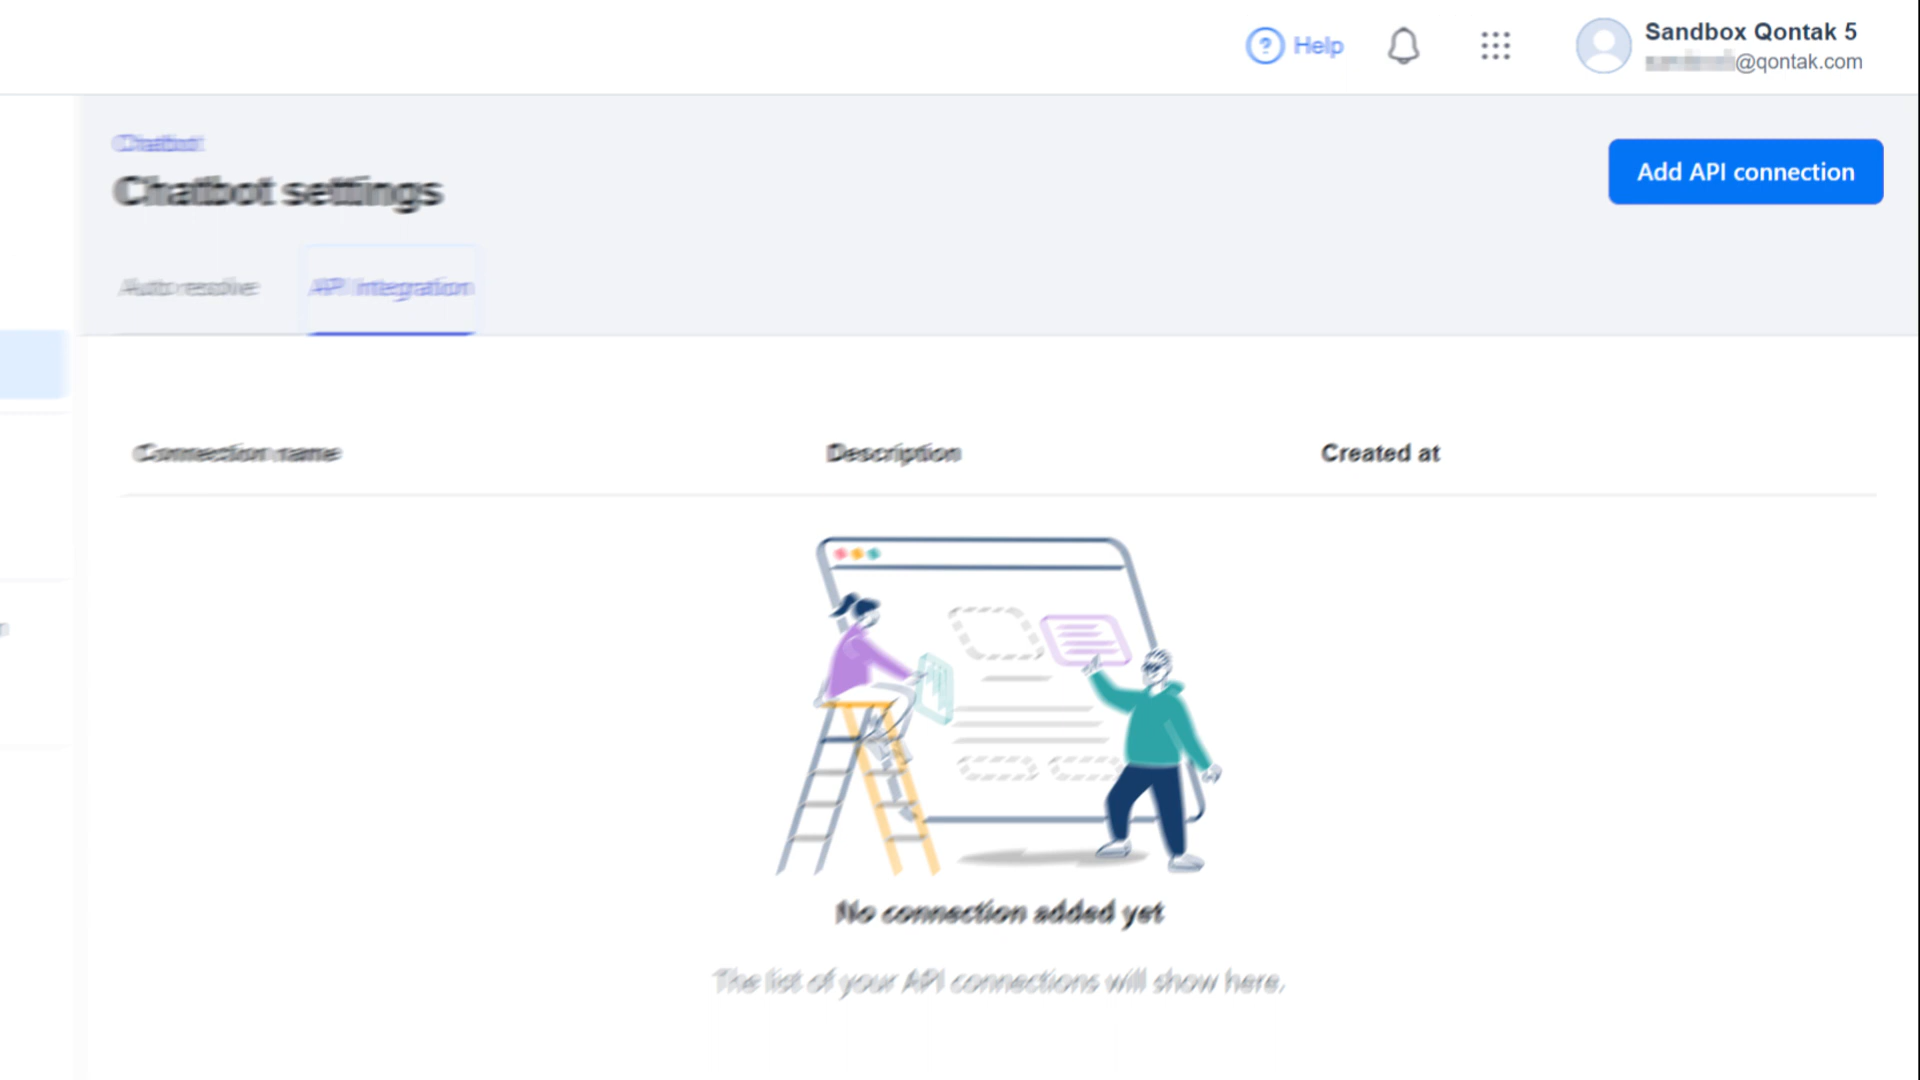 Help
Sandbox Qontak 5
@qontak.com
Chatbot
Chatbot settings
Add API connection
Auto resolve
API integration
Connection name
Description
Created at
No connection added yet
The list of your API connections will show here.